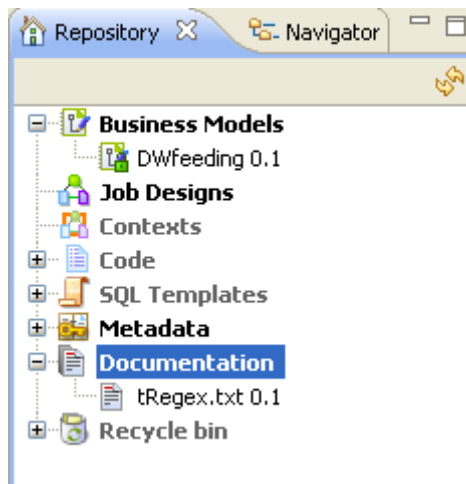 Repository Navigator
Business Models
DWfeeding 0.1
Job Designs
Contexts
Code
SQL Templates
Metadata
Documentation
tRegex.txt 0.1
Recycle bin